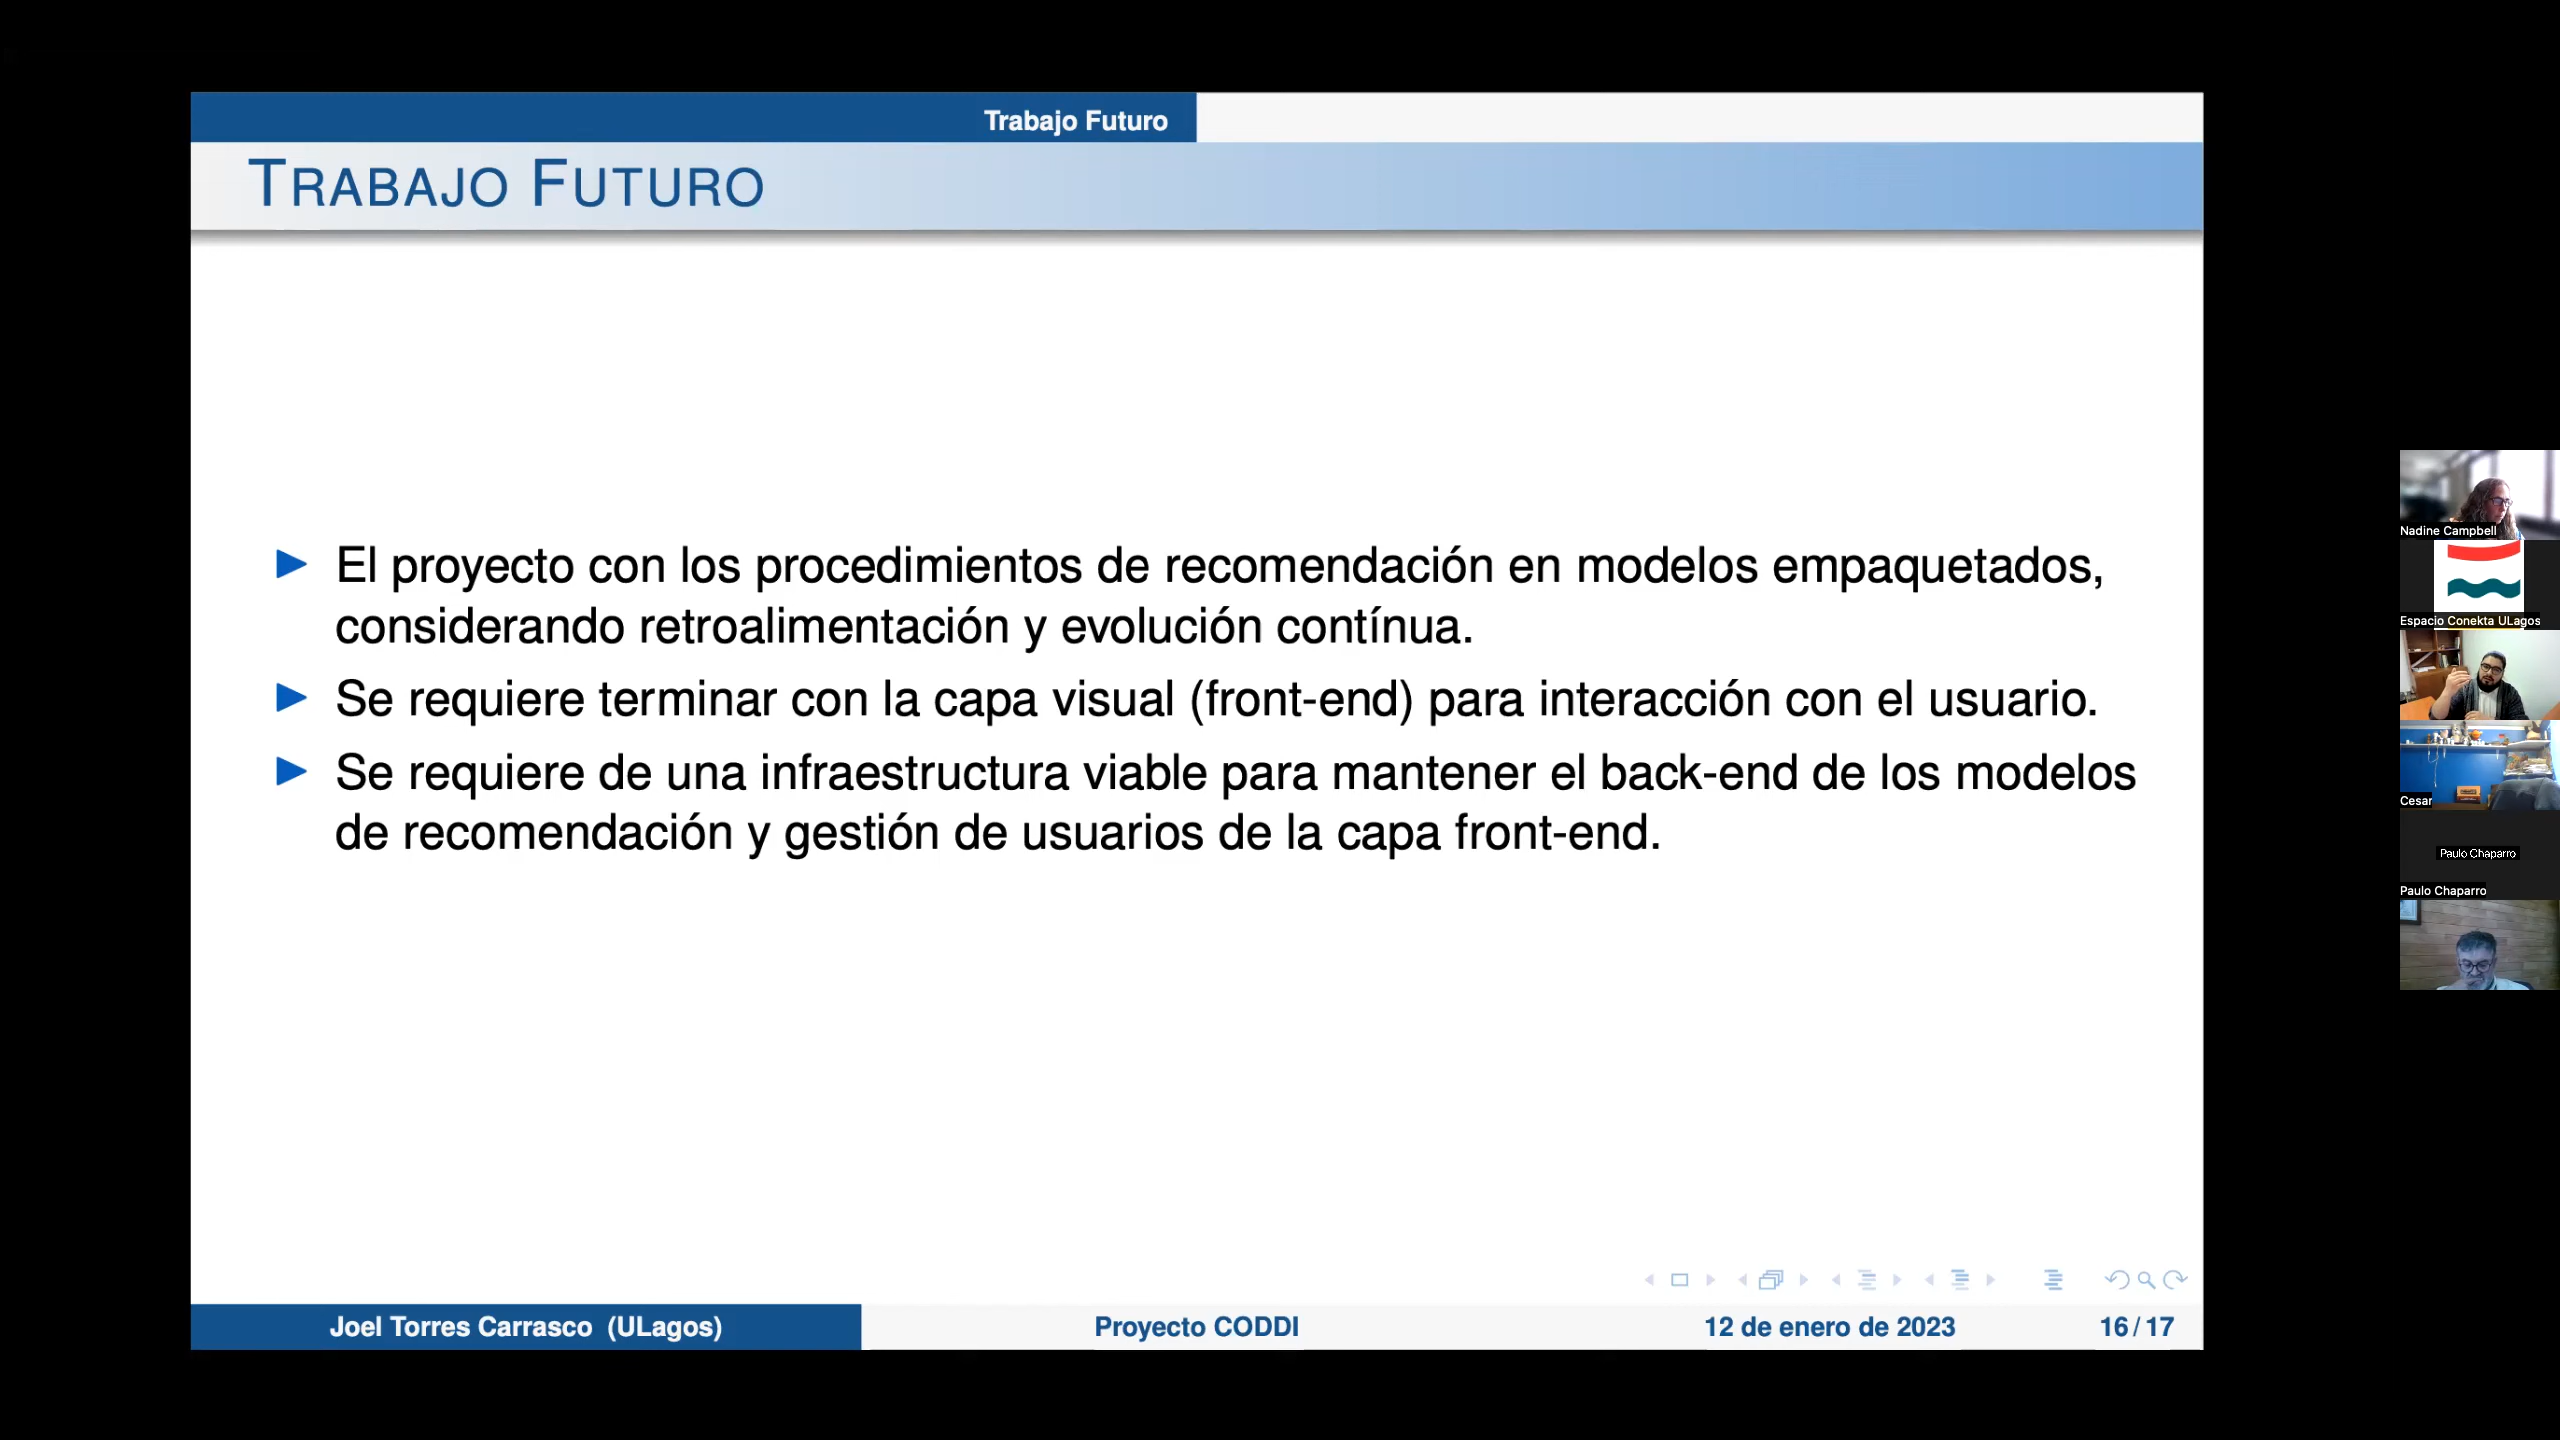 Trabajo Futuro
TRABAJO FUTURO
El proyecto con los procedimientos de recomendación en modelos empaquetados,
considerando retroalimentación y evolución contínua.
Se requiere terminar con la capa visual (front-end) para interacción con el usuario.
Se requiere de una infraestructura viable para mantener el back-end de los modelos
de recomendación y gestión de usuarios de la capa front-end.
Joel Torres Carrasco (ULagos)
Proyecto CODDI
12 de enero de 2023
16 / 17
Nadine Campbell
Espacio Conekta ULagos
Cesar
Paulo Chaparro
Paulo Chaparro